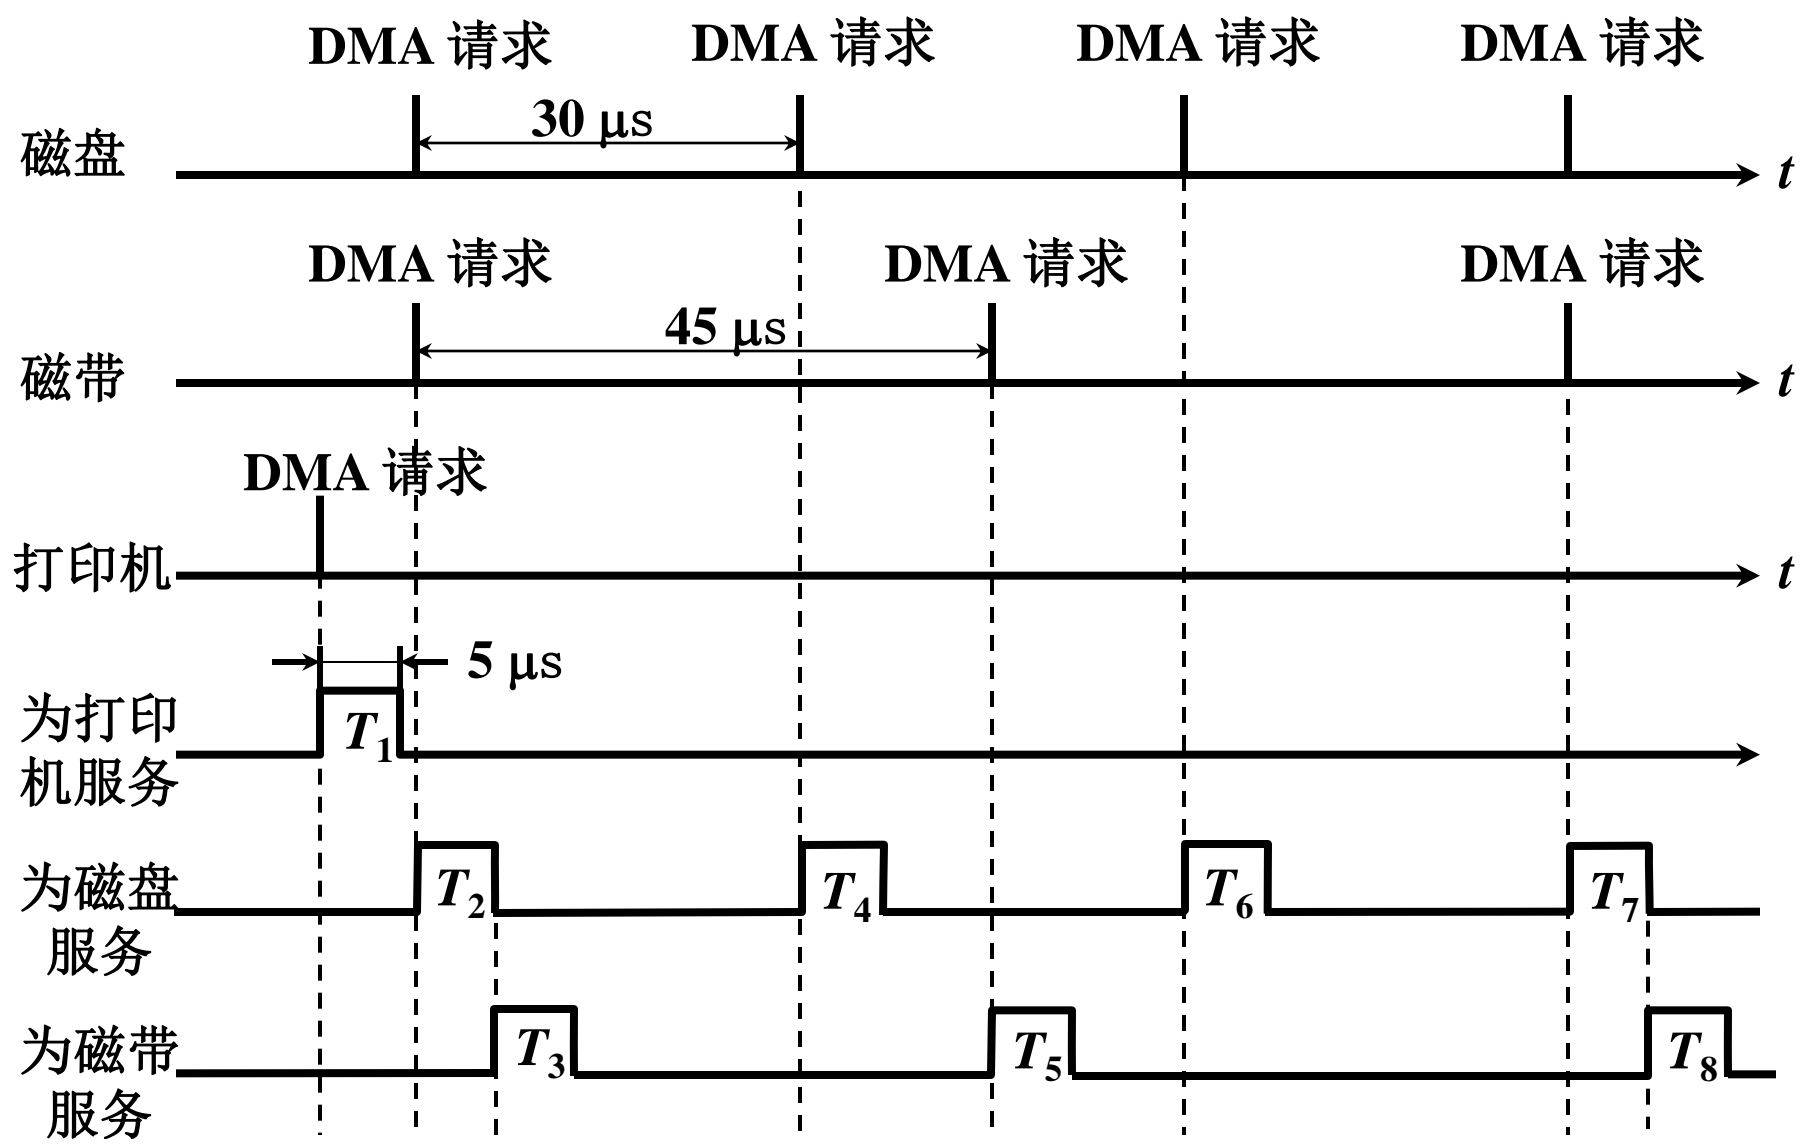 DMA 请求 DMA 请求 DMA 请求 DMA 请求
30 μs
磁盘 t
DMA 请求 DMA 请求 DMA 请求
45 μs
磁带 t
DMA 请求
打印机 t
5 μs
为打印
机服务
T1
为磁盘
服务
T2 T4 T6 T7
为磁带
服务
T3 T5 T8